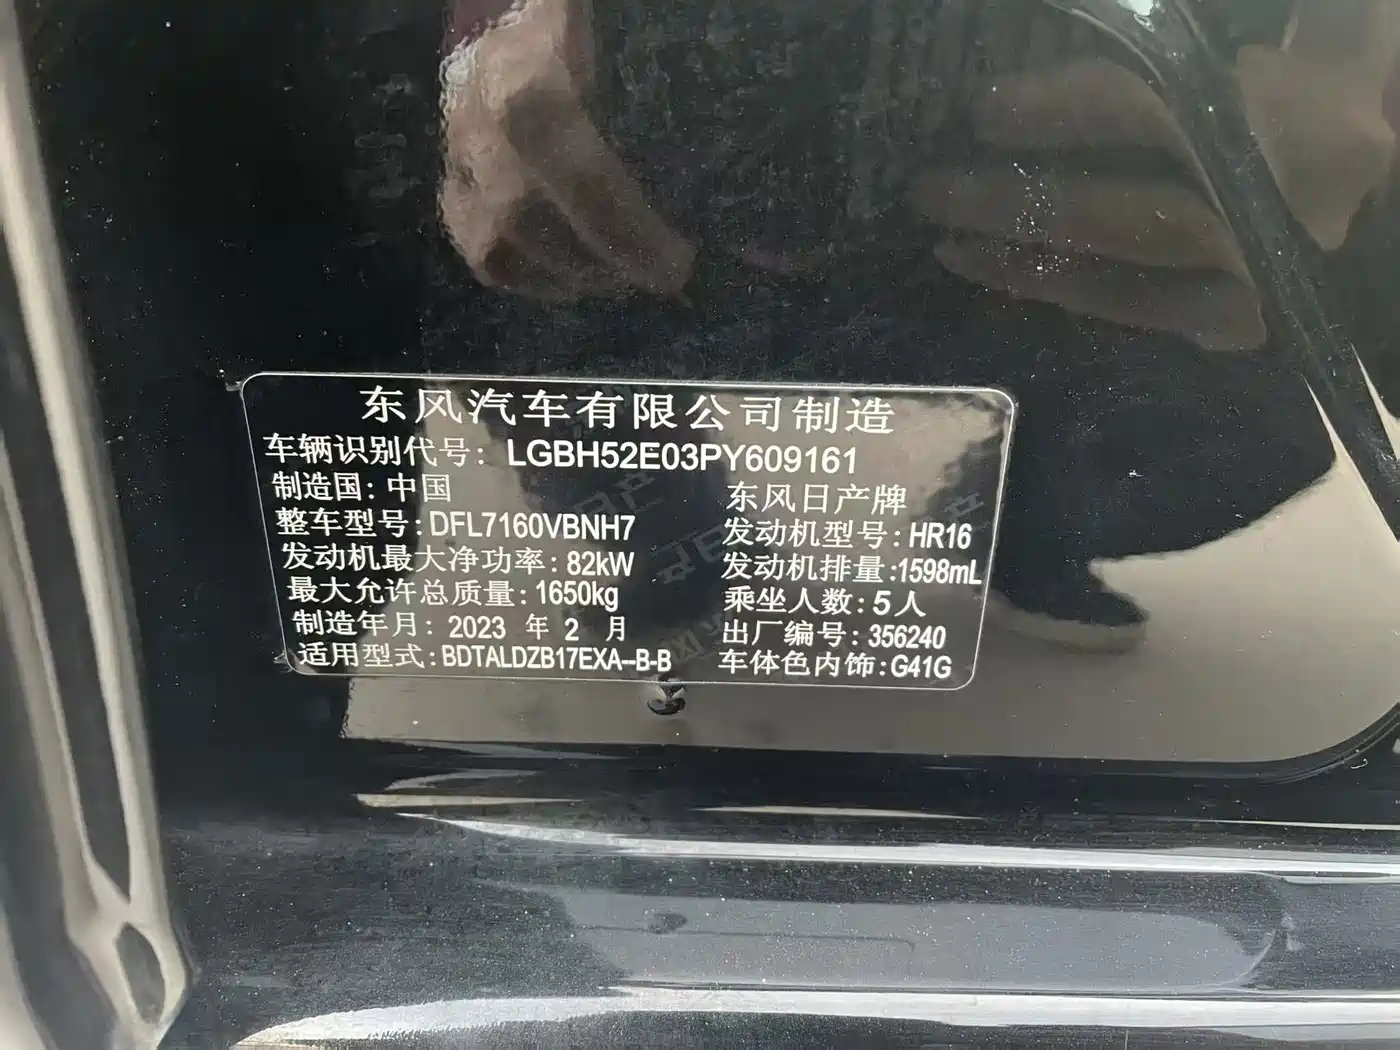 东风汽车有限公司制造
车辆识别代号: LGBH52E03PY609161
制造国: 中国 东风日产牌
整车型号: DFL7160VBNH7 发动机型号: HR16
发动机最大净功率: 82kW 发动机排量:1598mL
最大允许总质量: 1650kg 乘坐人数: 5人
制造年月: 2023 年 2 月 出厂编号: 356240
适用型式: BDTALDZB17EXA--B-B 车体色内饰: G41G